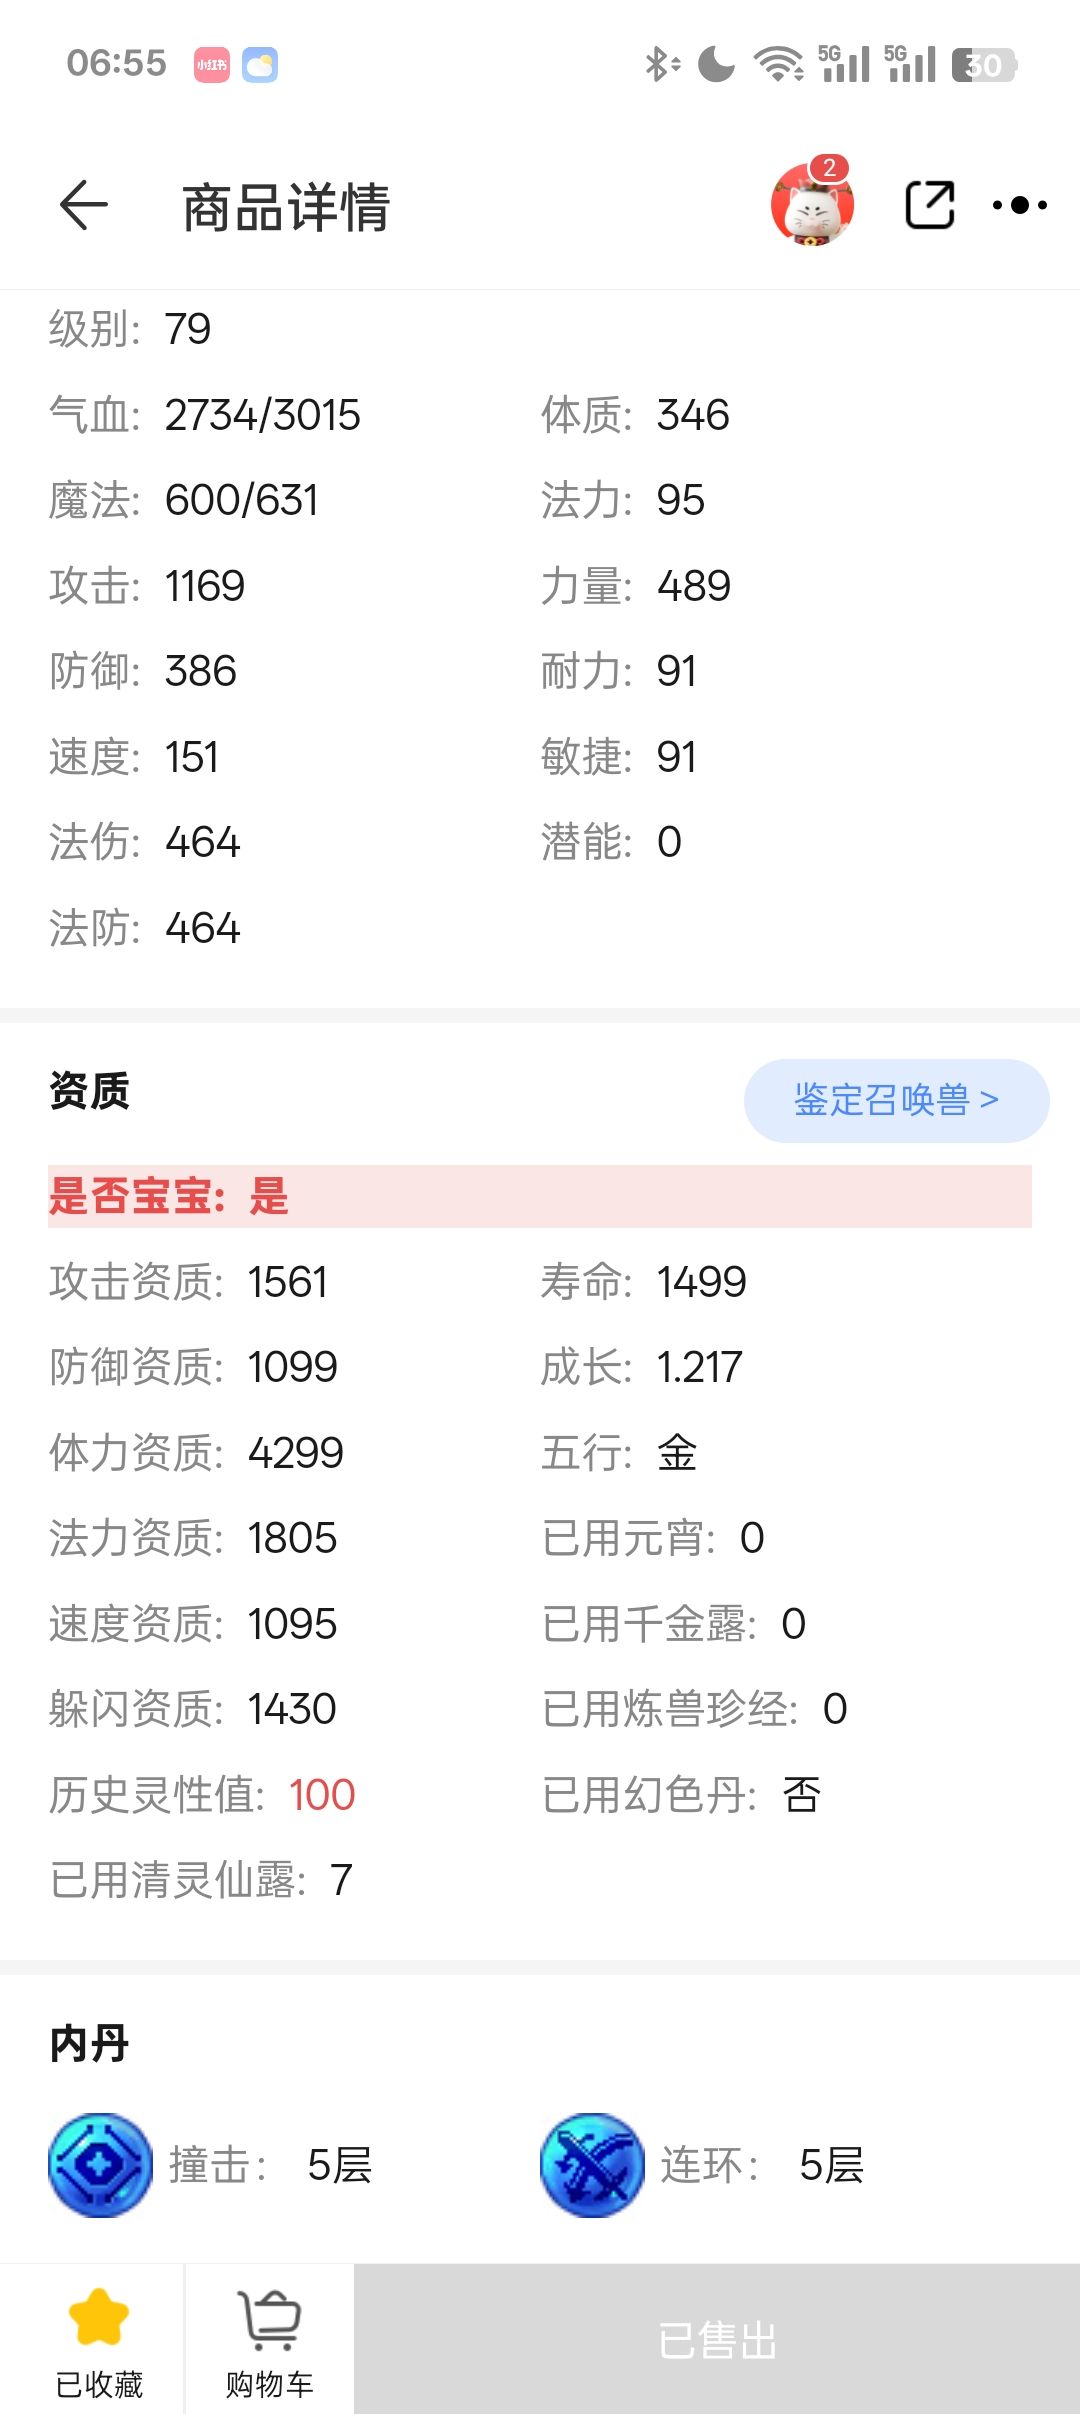 06:55 小红书 5G 5G 30
商品详情 2
级别: 79
气血: 2734/3015 体质: 346
魔法: 600/631 法力: 95
攻击: 1169 力量: 489
防御: 386 耐力: 91
速度: 151 敏捷: 91
法伤: 464 潜能: 0
法防: 464
资质 鉴定召唤兽 >
是否宝宝: 是
攻击资质: 1561 寿命: 1499
防御资质: 1099 成长: 1.217
体力资质: 4299 五行: 金
法力资质: 1805 已用元宵: 0
速度资质: 1095 已用千金露: 0
躲闪资质: 1430 已用炼兽珍经: 0
历史灵性值: 100 已用幻色丹: 否
已用清灵仙露: 7
内丹
撞击: 5层 连环: 5层
已收藏 购物车 已售出